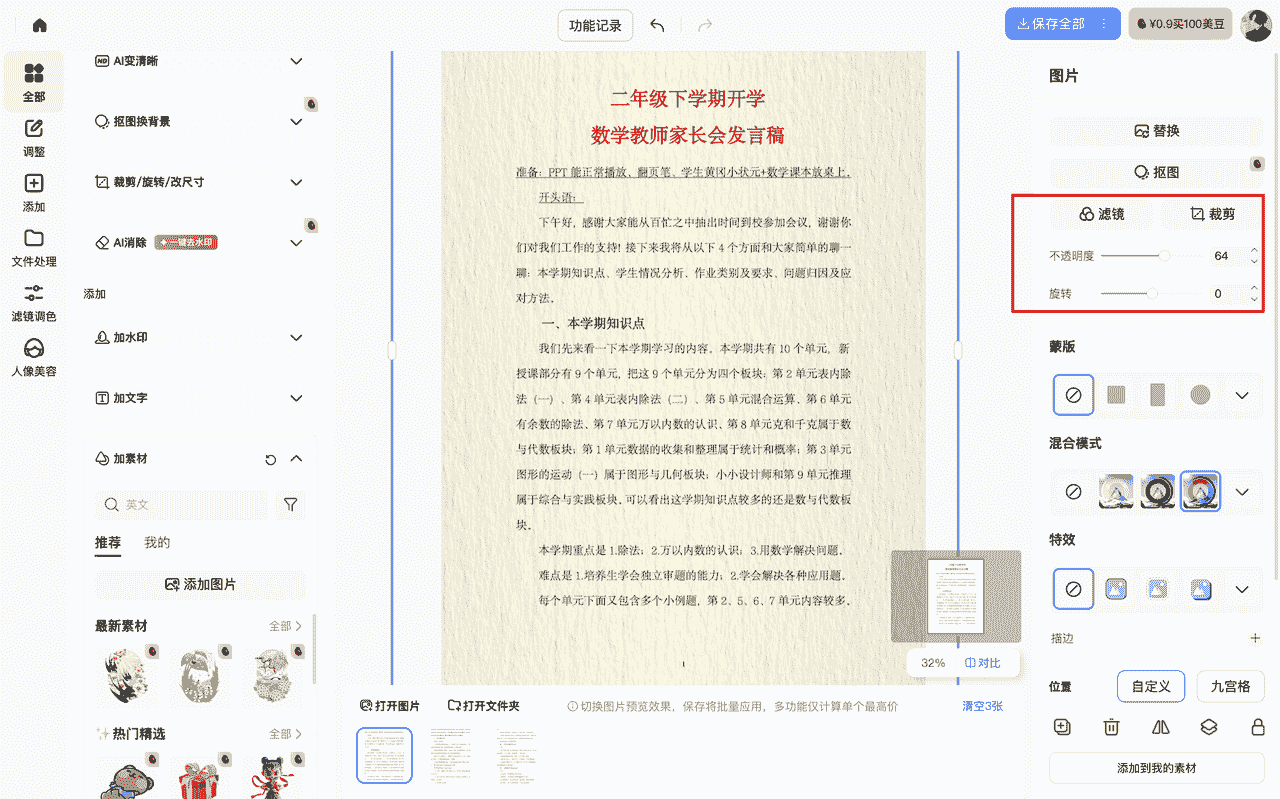 功能记录
保存全部
¥0.9买100美豆
全部
调整
添加
文件处理
滤镜调色
人像美容
AI变清晰
抠图换背景
裁剪/旋转/改尺寸
AI消除
一键去水印
添加
加水印
加文字
加素材
英文
推荐
我的
添加图片
最新素材
全部
热门精选
全部
二年级下学期开学
数学教师家长会发言稿
准备：PPT 能正常播放、翻页笔、学生黄冈小状元+数学课本放桌上。
开头语：
下午好，感谢大家能从百忙之中抽出时间到校参加会议，谢谢你
们对我们工作的支持！接下来我将从以下 4 个方面和大家简单的聊一
聊：本学期知识点、学生情况分析、作业类别及要求、问题归因及应
对方法。
一、本学期知识点
我们先来看一下本学期学习的内容。本学期共有 10 个单元，新
授课部分有 9 个单元，把这 9 个单元分为四个板块：第 2 单元表内除
法（一）、第 4 单元表内除法（二）、第 5 单元混合运算、第 6 单元
有余数的除法、第 7 单元万以内数的认识、第 8 单元克和千克属于数
与代数板块；第 1 单元数据的收集和整理属于统计和概率；第 3 单元
图形的运动（一）属于图形与几何板块；小小设计师和第 9 单元推理
属于综合与实践板块。可以看出这学期知识点较多的还是数与代数板
块。
本学期重点是 1.除法；2.万以内数的认识；3.用数学解决问题。
难点是 1.培养生学会独立审题的能力；2.学会解决各种应用题。
每个单元下面又包含多个小例题，第 2、5、6、7 单元内容较多，
1
32%
对比
打开图片
打开文件夹
切换图片预览效果，保存将批量应用，多功能仅计算单个最高价
清空3张
图片
替换
抠图
滤镜
裁剪
不透明度
64
旋转
0
蒙版
混合模式
特效
描边
位置
自定义
九宫格
添加到我的素材